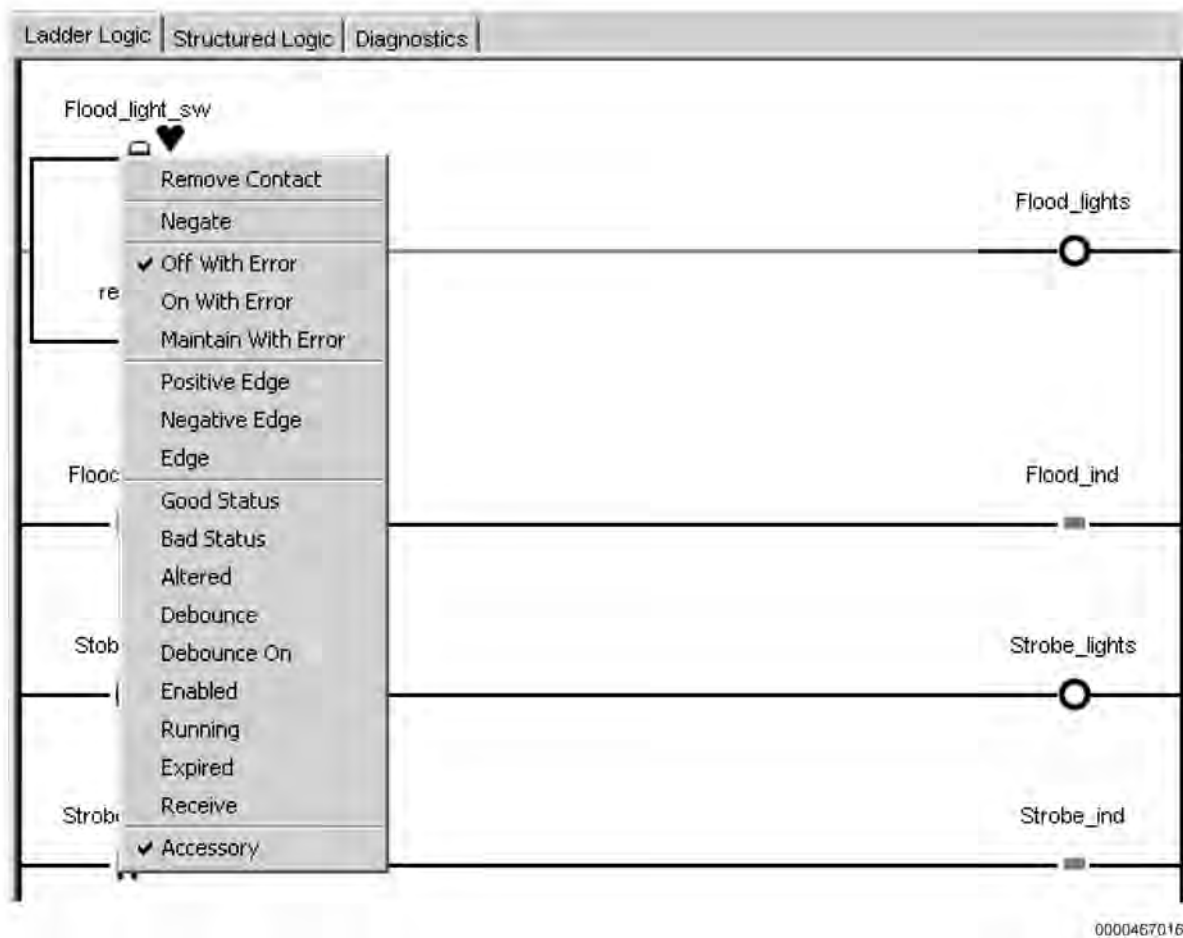 Ladder Logic Structured Logic Diagnostics
Flood_light_sw
Remove Contact
Flood_lights
Negate
Off With Error
re
On With Error
Maintain With Error
Positive Edge
Negative Edge
Edge
Flood_ind
Good Status
Bad Status
Altered
Debounce
Stob
Debounce On
Strobe_lights
Enabled
Running
Expired
Receive
Strobe_ind
Accessory
0000467016